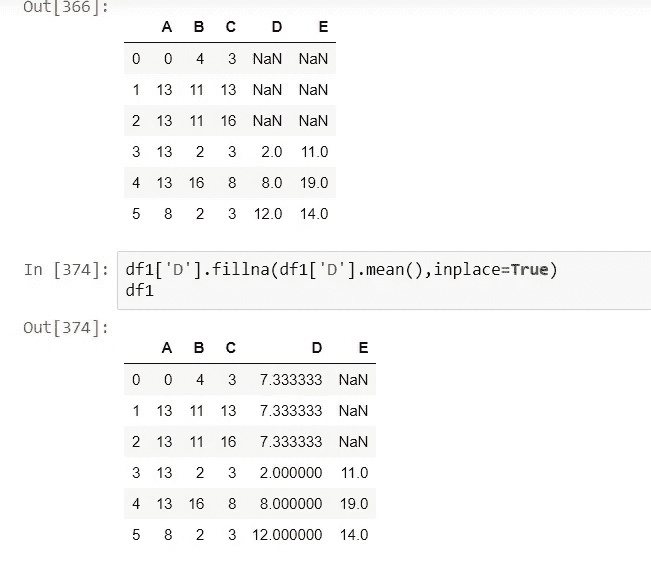 Out[366]:
A B C D E
0 0 4 3 NaN NaN
1 13 11 13 NaN NaN
2 13 11 16 NaN NaN
3 13 2 3 2.0 11.0
4 13 16 8 8.0 19.0
5 8 2 3 12.0 14.0
In [374]: df1['D'].fillna(df1['D'].mean(),inplace=True)
df1
Out[374]:
A B C D E
0 0 4 3 7.333333 NaN
1 13 11 13 7.333333 NaN
2 13 11 16 7.333333 NaN
3 13 2 3 2.000000 11.0
4 13 16 8 8.000000 19.0
5 8 2 3 12.000000 14.0